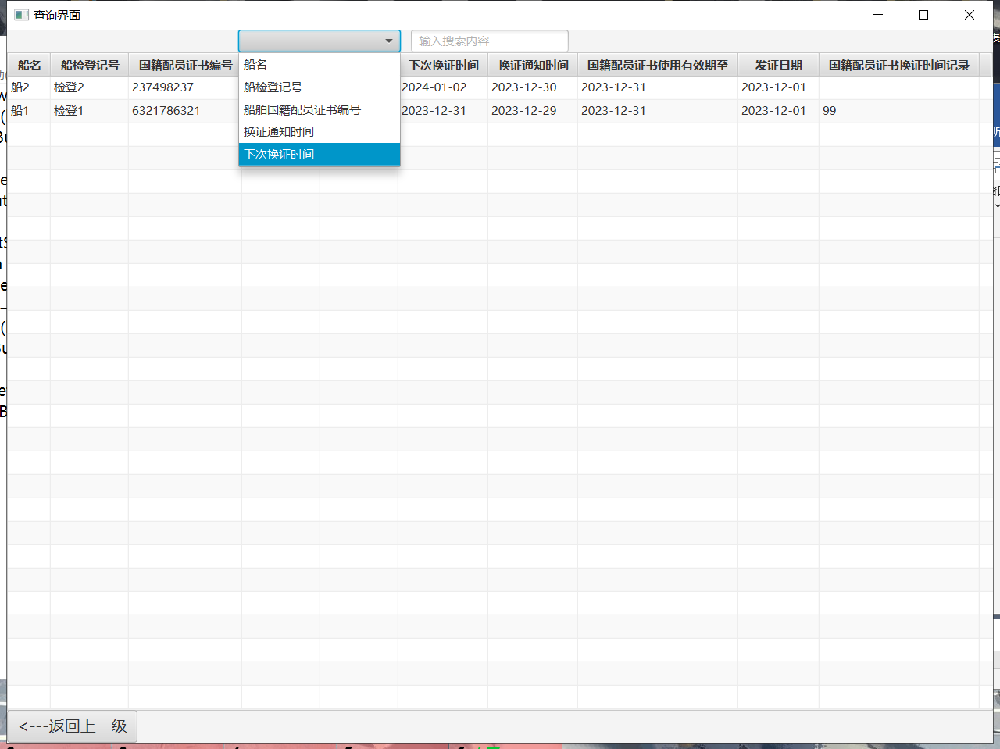 查询界面
输入搜索内容
船名 船检登记号 国籍配员证书编号 下次换证时间 换证通知时间 国籍配员证书使用有效期至 发证日期 国籍配员证书换证时间记录
船2 检登2 237498237 2024-01-02 2023-12-30 2023-12-31 2023-12-01
船1 检登1 6321786321 2023-12-31 2023-12-29 2023-12-31 2023-12-01 99
船名
船检登记号
船舶国籍配员证书编号
换证通知时间
下次换证时间
<---返回上一级